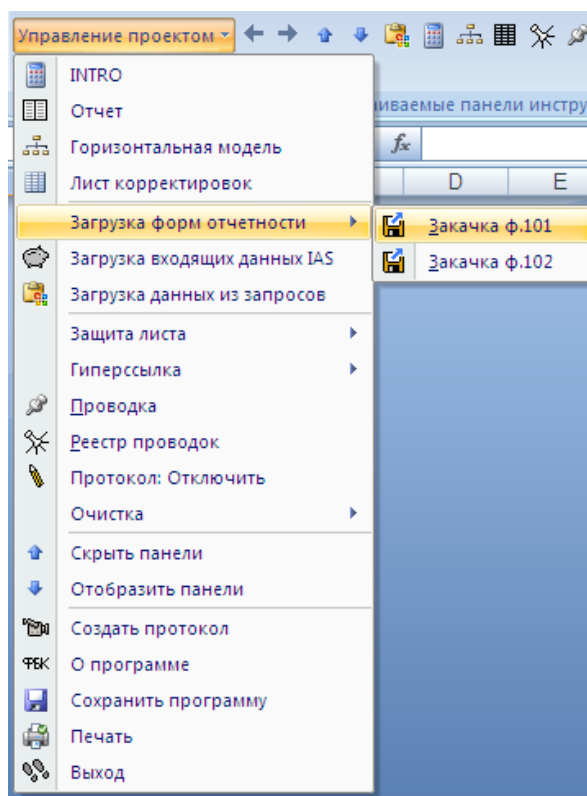 Управление проектом
иваемые панели инстру
INTRO
Отчет
Горизонтальная модель
fx
Лист корректировок
D E
Загрузка форм отчетности
Закачка ф.101
Загрузка входящих данных IAS
Закачка ф.102
Загрузка данных из запросов
Защита листа
Гиперссылка
Проводка
Реестр проводок
Протокол: Отключить
Очистка
Скрыть панели
Отобразить панели
Создать протокол
ФБК О программе
Сохранить программу
Печать
Выход